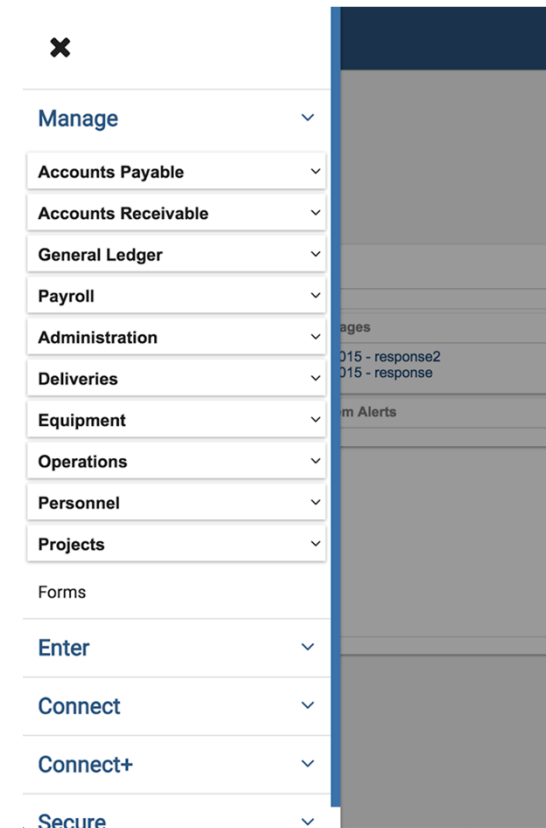 Manage
Accounts Payable
Accounts Receivable
General Ledger
Payroll
Administration
ages
015 - response2
015 - response
Deliveries
m Alerts
Equipment
Operations
Personnel
Projects
Forms
Enter
Connect
Connect+
Secure